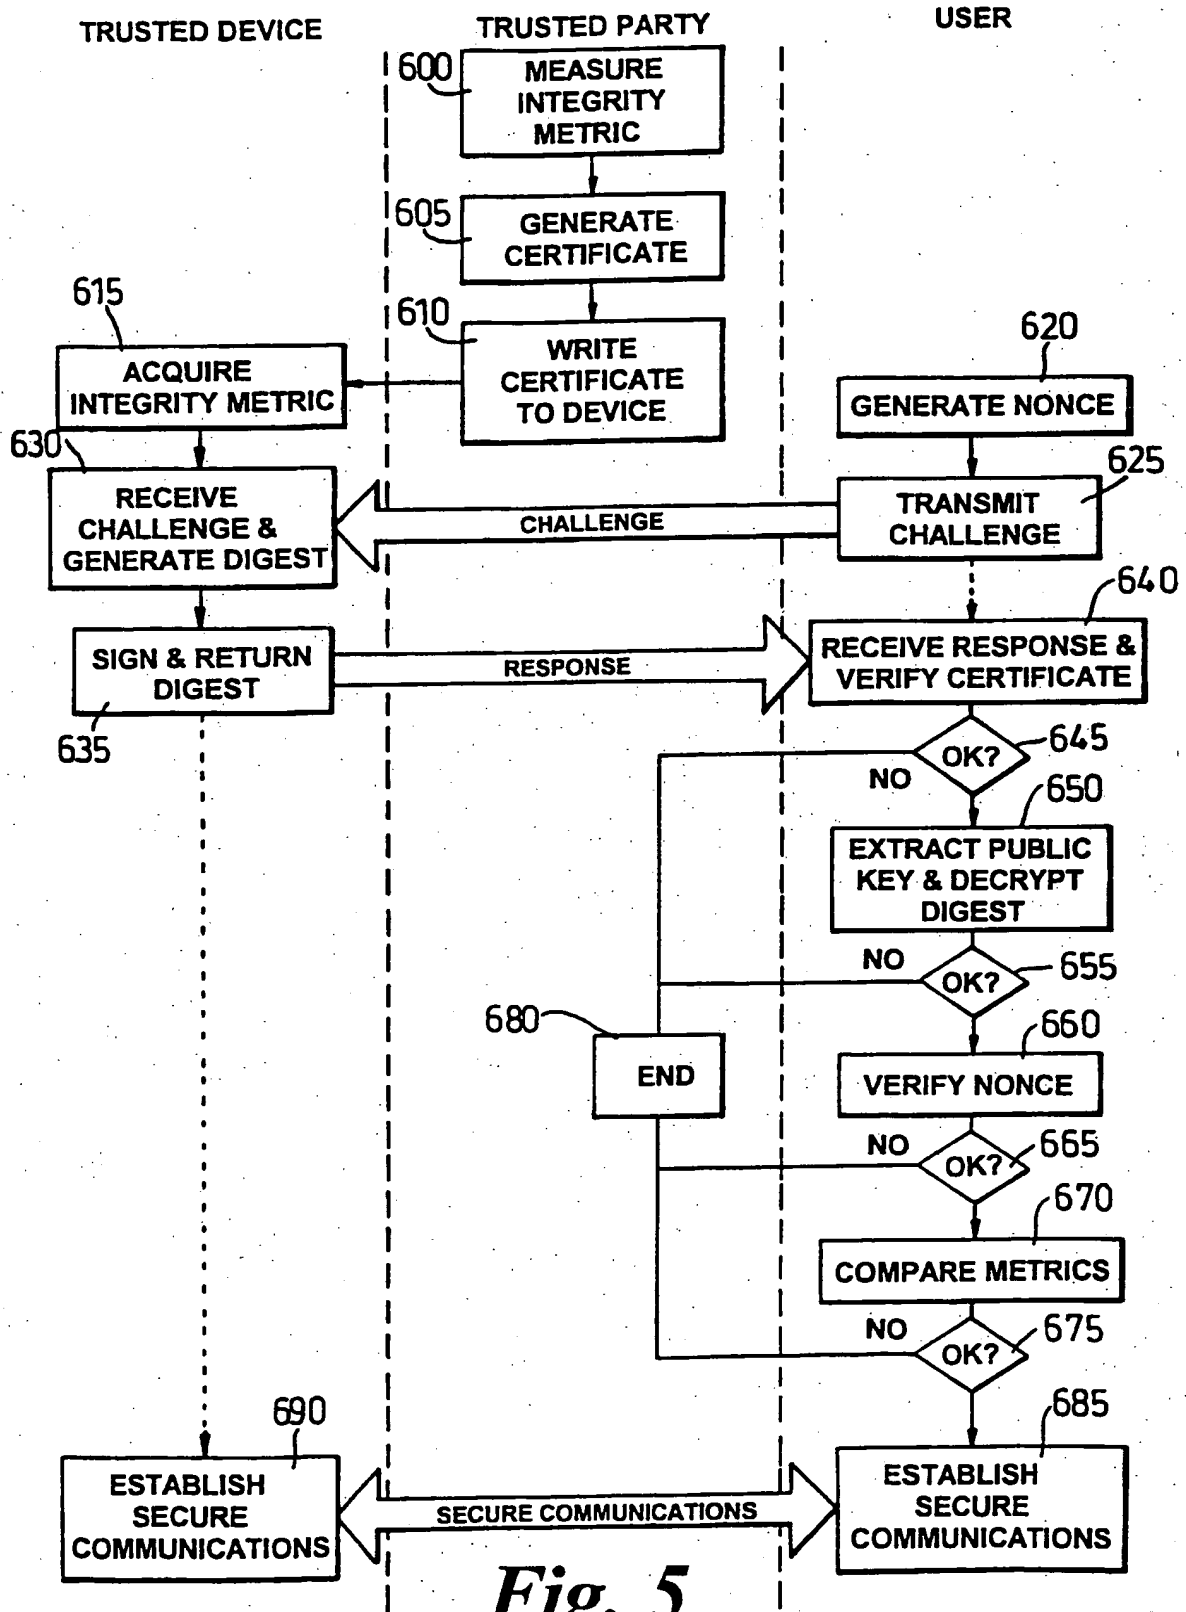 TRUSTED DEVICE
TRUSTED PARTY
USER
600
MEASURE
INTEGRITY
METRIC
605
GENERATE
CERTIFICATE
610
WRITE
CERTIFICATE
TO DEVICE
615
ACQUIRE
INTEGRITY METRIC
620
GENERATE NONCE
625
TRANSMIT
CHALLENGE
630
RECEIVE
CHALLENGE &
GENERATE DIGEST
CHALLENGE
635
SIGN & RETURN
DIGEST
RESPONSE
640
RECEIVE RESPONSE &
VERIFY CERTIFICATE
645
OK?
NO
650
EXTRACT PUBLIC
KEY & DECRYPT
DIGEST
655
OK?
NO
680
END
660
VERIFY NONCE
665
OK?
NO
670
COMPARE METRICS
675
OK?
NO
690
ESTABLISH
SECURE
COMMUNICATIONS
SECURE COMMUNICATIONS
685
ESTABLISH
SECURE
COMMUNICATIONS
Fig. 5